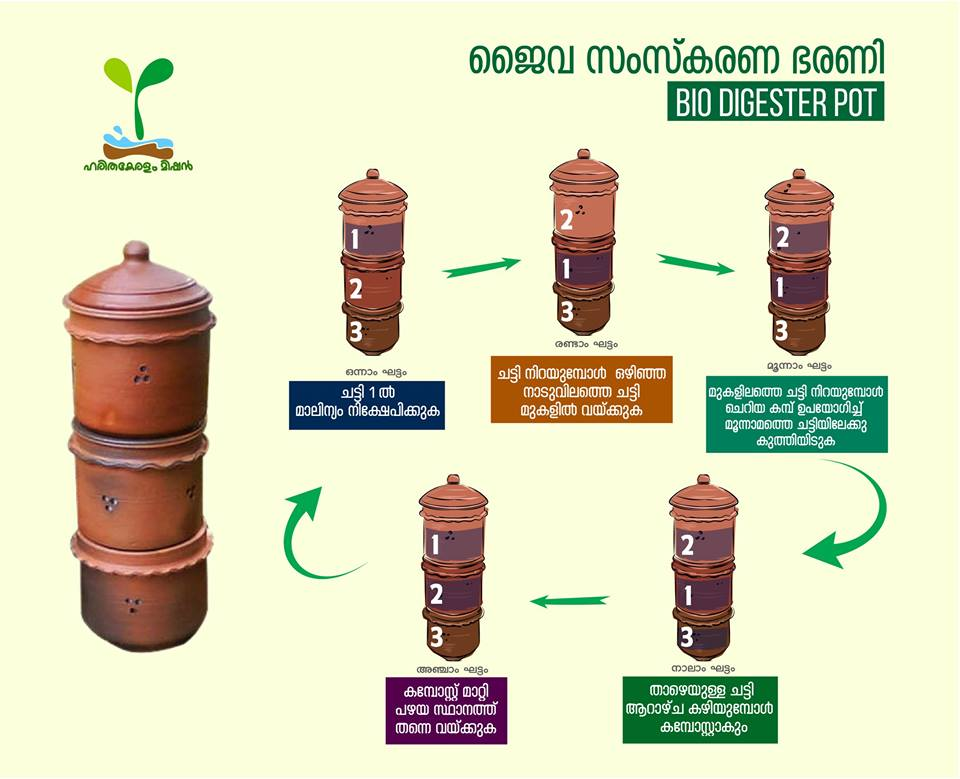 ജൈവ സംസ്കരണ ഭരണി
BIO DIGESTER POT
ഹരിതകേരളം മിഷൻ
1
2
3
ഒന്നാം ഘട്ടം
ചട്ടി 1 ൽ
മാലിന്യം നിക്ഷേപിക്കുക
2
1
3
രണ്ടാം ഘട്ടം
ചട്ടി നിറയുമ്പോൾ ഒഴിഞ്ഞ
നാടുവിലത്തെ ചട്ടി
മുകളിൽ വയ്ക്കുക
2
1
3
മൂന്നാം ഘട്ടം
മുകളിലത്തെ ചട്ടി നിറയുമ്പോൾ
ചെറിയ കമ്പ് ഉപയോഗിച്ച്
മൂന്നാമത്തെ ചട്ടിയിലേക്കു
കുത്തിയിടുക
2
1
3
നാലാം ഘട്ടം
താഴെയുള്ള ചട്ടി
ആറാഴ്ച കഴിയുമ്പോൾ
കമ്പോസ്റ്റാകും
1
2
3
അഞ്ചാം ഘട്ടം
കമ്പോസ്റ്റ് മാറ്റി
പഴയ സ്ഥാനത്ത്
തന്നെ വയ്ക്കുക